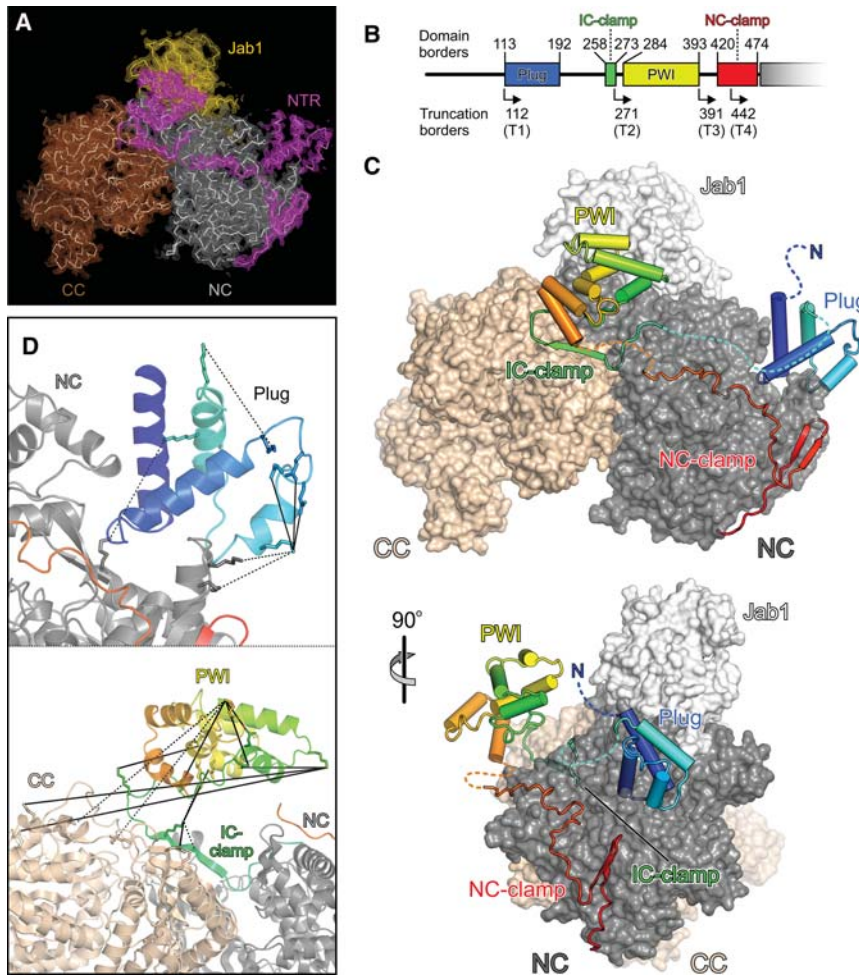 A
Jab1
NTR
CC
NC
B
IC-clamp
NC-clamp
Domain
borders
113 192 258 273 284 393 420 474
Plug
PWI
Truncation
borders
112 271 391 442
(T1) (T2) (T3) (T4)
C
Jab1
PWI
N
Plug
IC-clamp
NC-clamp
CC
NC
D
NC
Plug
PWI
CC
NC
IC-
clamp
90°
Jab1
PWI
N
Plug
IC-clamp
NC-clamp
NC
CC